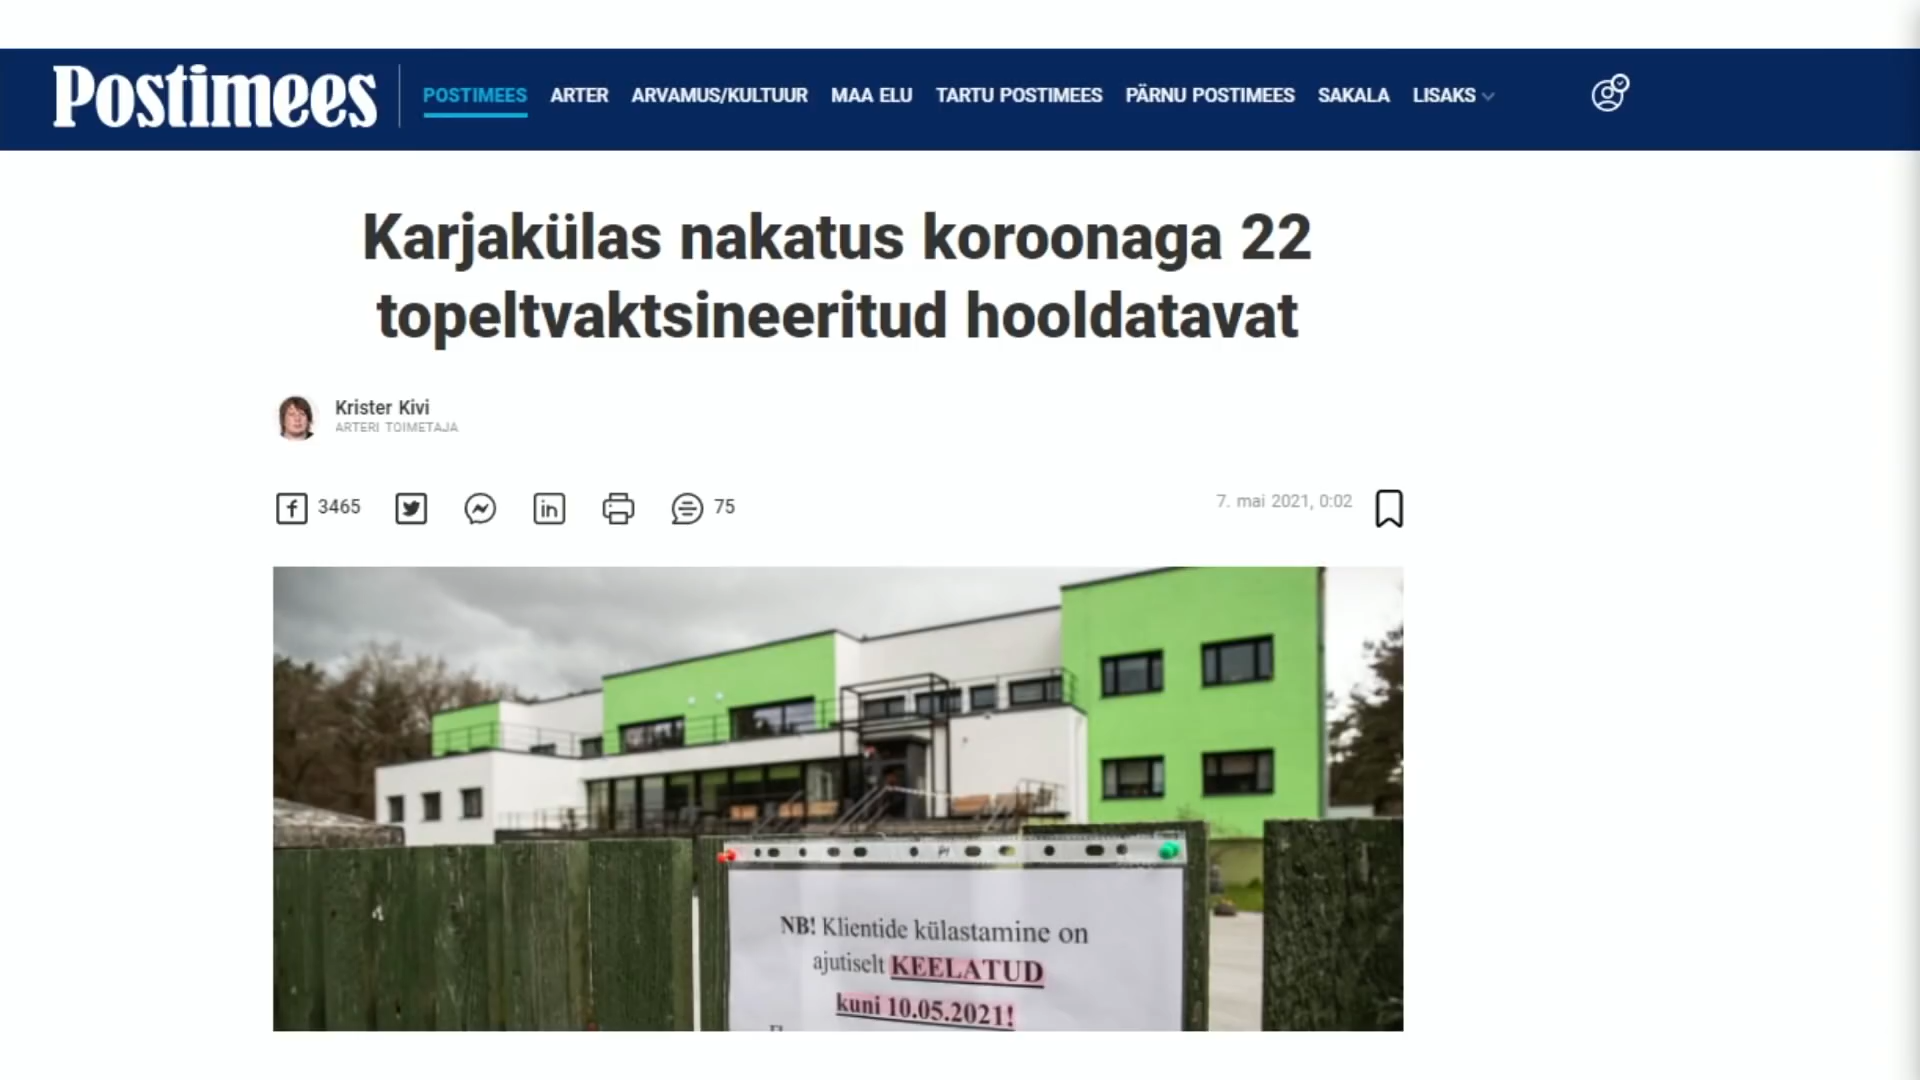 Postimees
POSTIMEES ARTER ARVAMUS/KULTUUR MAA ELU TARTU POSTIMEES PÄRNU POSTIMEES SAKALA LISAKS
Karjakülas nakatus koroonaga 22
topeltvaktsineeritud hooldatavat
Krister Kivi
ARTERI TOIMETAJA
3465 75
7. mai 2021, 0:02
NB! Klientide külastamine on
ajutiselt KEELATUD
kuni 10.05.2021!